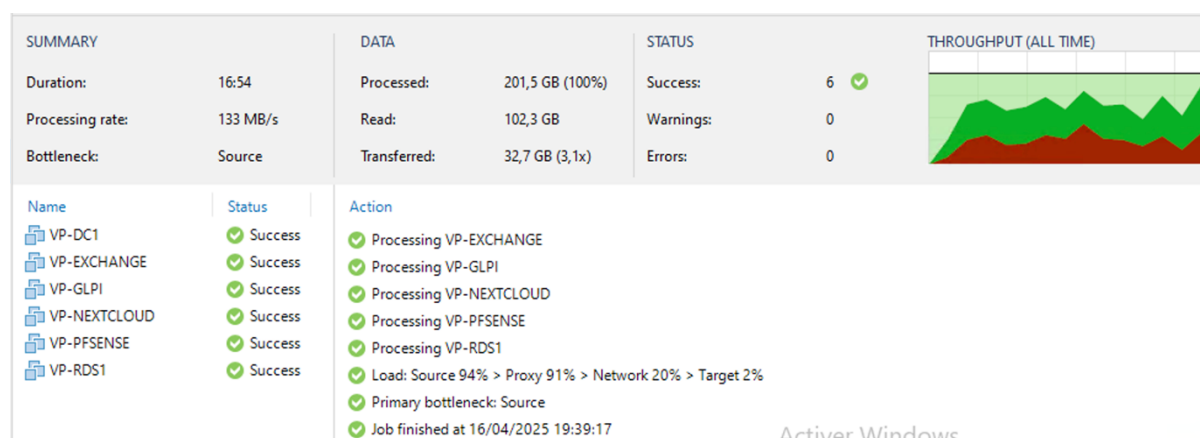 SUMMARY
Duration: 16:54
Processing rate: 133 MB/s
Bottleneck: Source
DATA
Processed: 201,5 GB (100%)
Read: 102,3 GB
Transferred: 32,7 GB (3,1x)
STATUS
Success: 6
Warnings: 0
Errors: 0
THROUGHPUT (ALL TIME)
Name Status
VP-DC1 Success
VP-EXCHANGE Success
VP-GLPI Success
VP-NEXTCLOUD Success
VP-PFSENSE Success
VP-RDS1 Success
Action
Processing VP-EXCHANGE
Processing VP-GLPI
Processing VP-NEXTCLOUD
Processing VP-PFSENSE
Processing VP-RDS1
Load: Source 94% > Proxy 91% > Network 20% > Target 2%
Primary bottleneck: Source
Job finished at 16/04/2025 19:39:17
Activer Windows